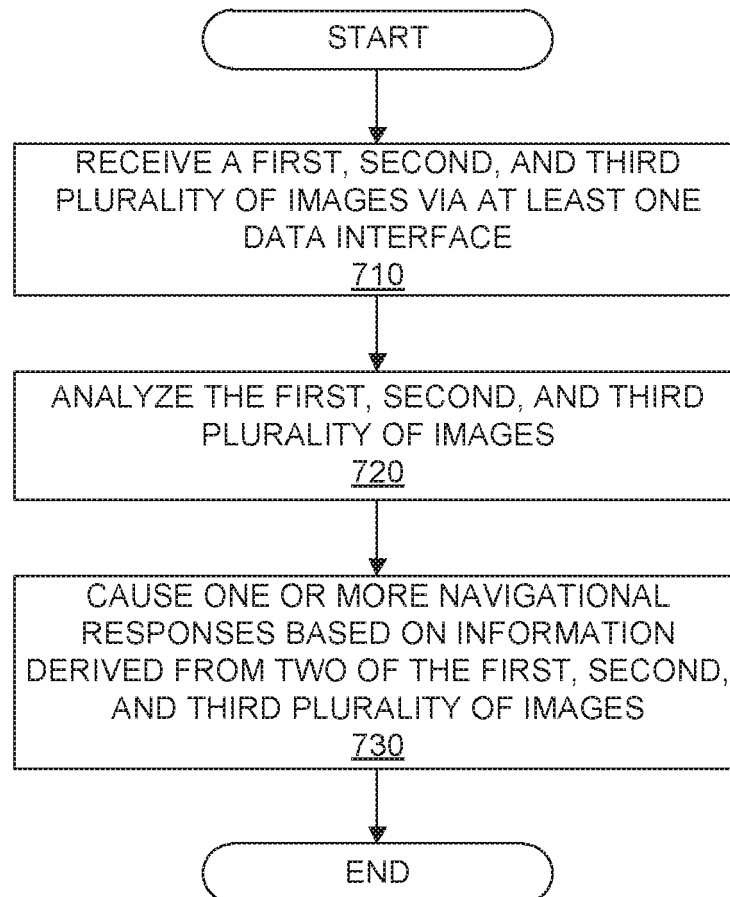 START
RECEIVE A FIRST, SECOND, AND THIRD
PLURALITY OF IMAGES VIA AT LEAST ONE
DATA INTERFACE
710
ANALYZE THE FIRST, SECOND, AND THIRD
PLURALITY OF IMAGES
720
CAUSE ONE OR MORE NAVIGATIONAL
RESPONSES BASED ON INFORMATION
DERIVED FROM TWO OF THE FIRST, SECOND,
AND THIRD PLURALITY OF IMAGES
730
END